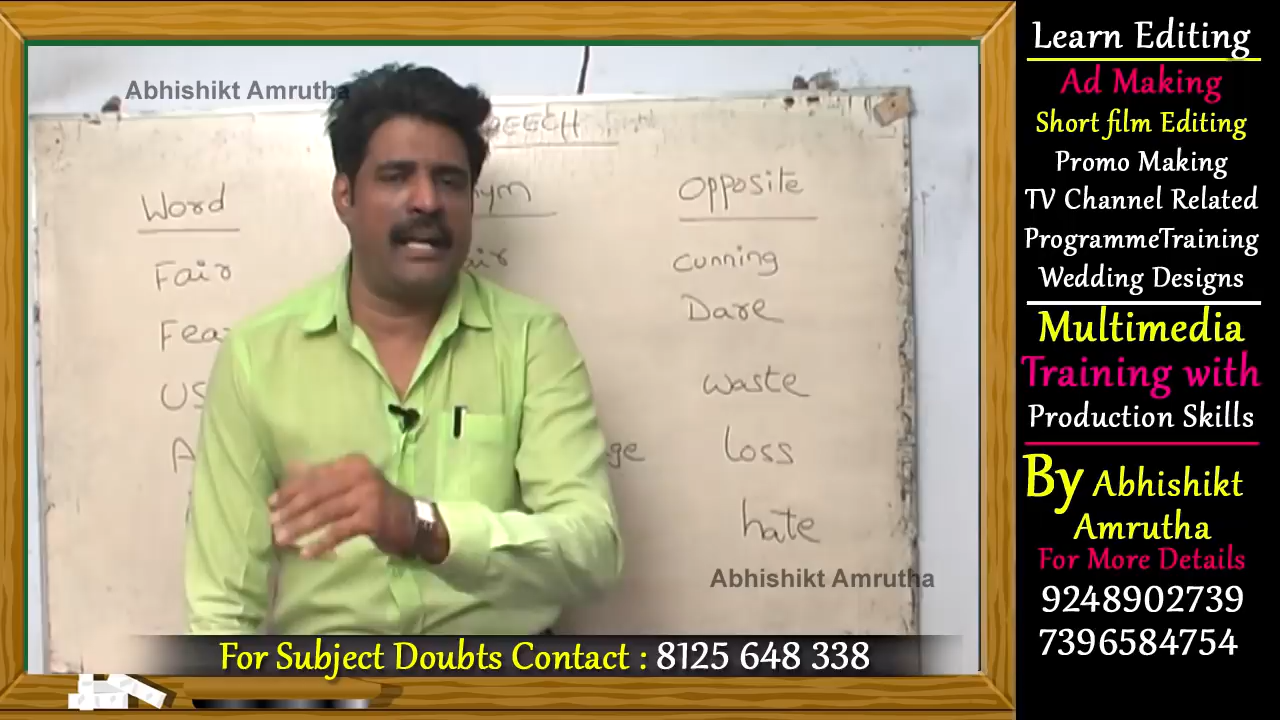 Abhishikt Amrutha
Word
Opposite
Fair
cunning
Dare
waste
loss
hate
Abhishikt Amrutha
For Subject Doubts Contact : 8125 648 338
Learn Editing
Ad Making
Short film Editing
Promo Making
TV Channel Related
ProgrammeTraining
Wedding Designs
Multimedia
Training with
Production Skills
By Abhishikt
Amrutha
For More Details
9248902739
7396584754